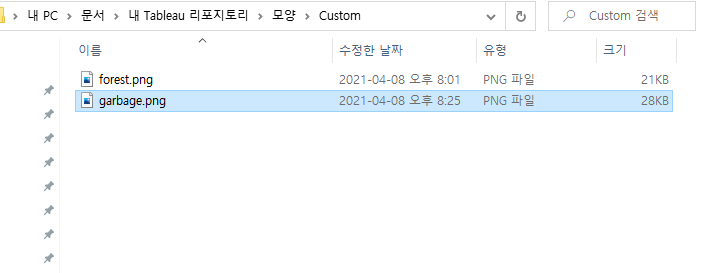 내 PC > 문서 > 내 Tableau 리포지토리 > 모양 > Custom
Custom 검색
이름 수정한 날짜 유형 크기
forest.png 2021-04-08 오후 8:01 PNG 파일 21KB
garbage.png 2021-04-08 오후 8:25 PNG 파일 28KB